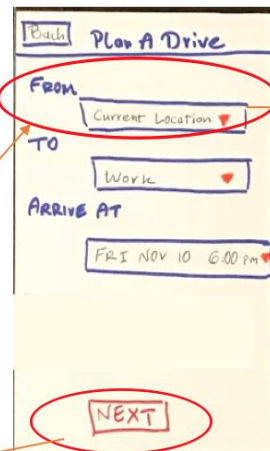 Back Plan A Drive
FROM
Current Location
TO
Work
ARRIVE AT
FRI NOV 10 6:00 pm
NEXT